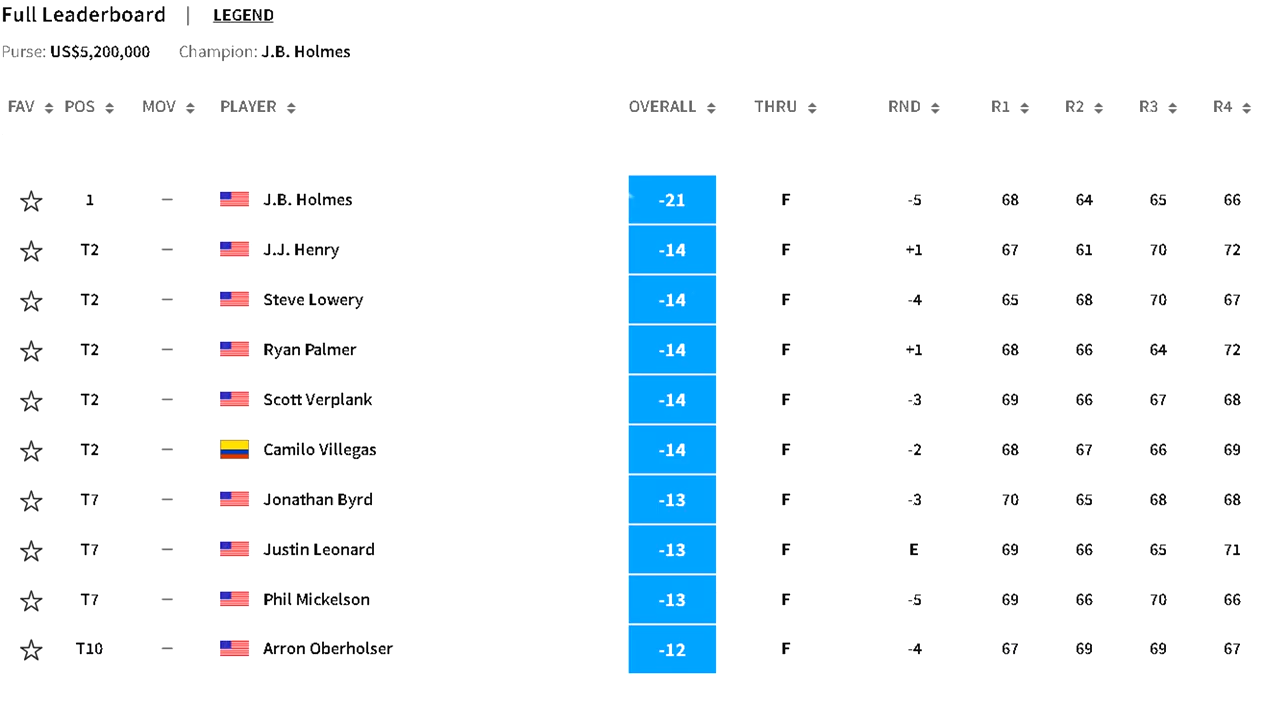 Full Leaderboard | LEGEND
Purse: US$5,200,000 Champion: J.B. Holmes
FAV POS MOV PLAYER OVERALL THRU RND R1 R2 R3 R4
1 – J.B. Holmes -21 F -5 68 64 65 66
T2 – J.J. Henry -14 F +1 67 61 70 72
T2 – Steve Lowery -14 F -4 65 68 70 67
T2 – Ryan Palmer -14 F +1 68 66 64 72
T2 – Scott Verplank -14 F -3 69 66 67 68
T2 – Camilo Villegas -14 F -2 68 67 66 69
T7 – Jonathan Byrd -13 F -3 70 65 68 68
T7 – Justin Leonard -13 F E 69 66 65 71
T7 – Phil Mickelson -13 F -5 69 66 70 66
T10 – Arron Oberholser -12 F -4 67 69 69 67